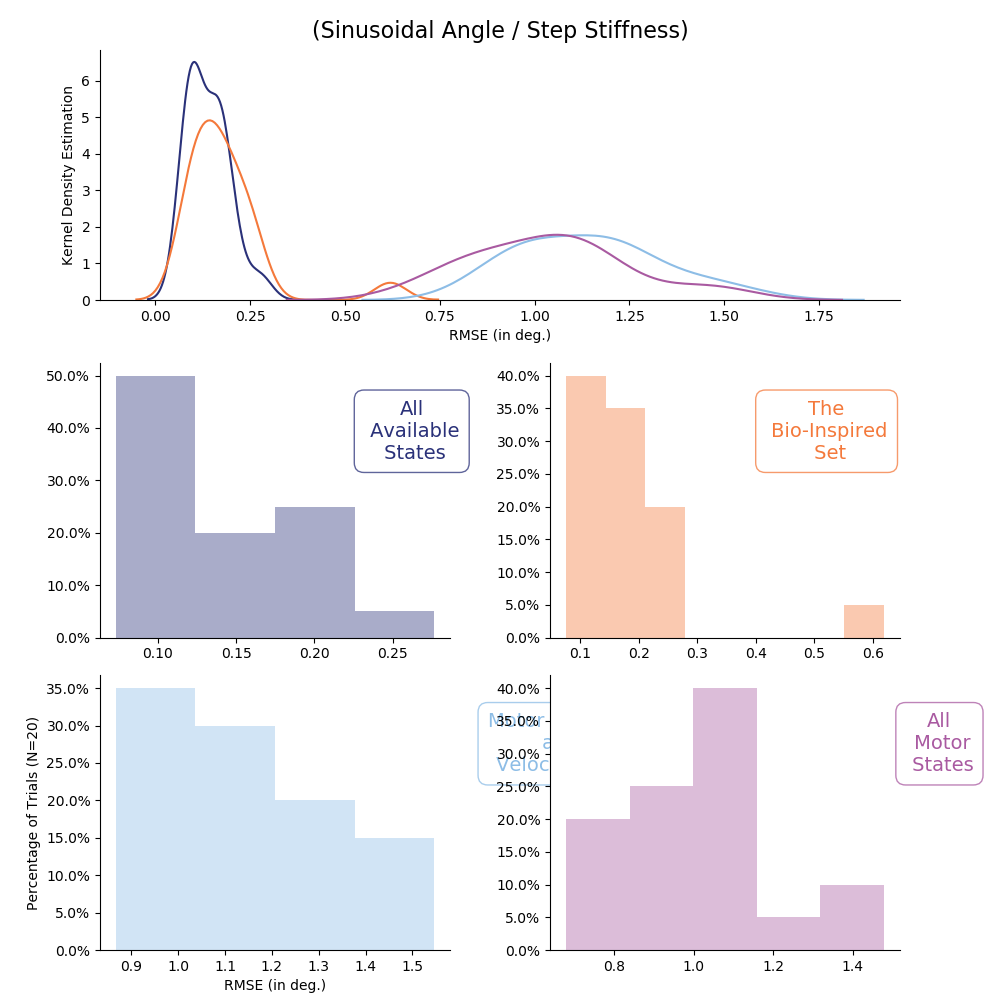 (Sinusoidal Angle / Step Stiffness)
Kernel Density Estimation
6
5
4
3
2
1
0
0.00 0.25 0.50 0.75 1.00 1.25 1.50 1.75
RMSE (in deg.)
50.0%
40.0%
30.0%
20.0%
10.0%
0.0%
0.10 0.15 0.20 0.25
All
Available
States
40.0%
35.0%
30.0%
25.0%
20.0%
15.0%
10.0%
5.0%
0.0%
0.1 0.2 0.3 0.4 0.5 0.6
The
Bio-Inspired
Set
Percentage of Trials (N=20)
35.0%
30.0%
25.0%
20.0%
15.0%
10.0%
5.0%
0.0%
0.9 1.0 1.1 1.2 1.3 1.4 1.5
RMSE (in deg.)
Motor
40.0%
35.0%
30.0%
25.0%
20.0%
15.0%
10.0%
5.0%
0.0%
0.8 1.0 1.2 1.4
All
Motor
States